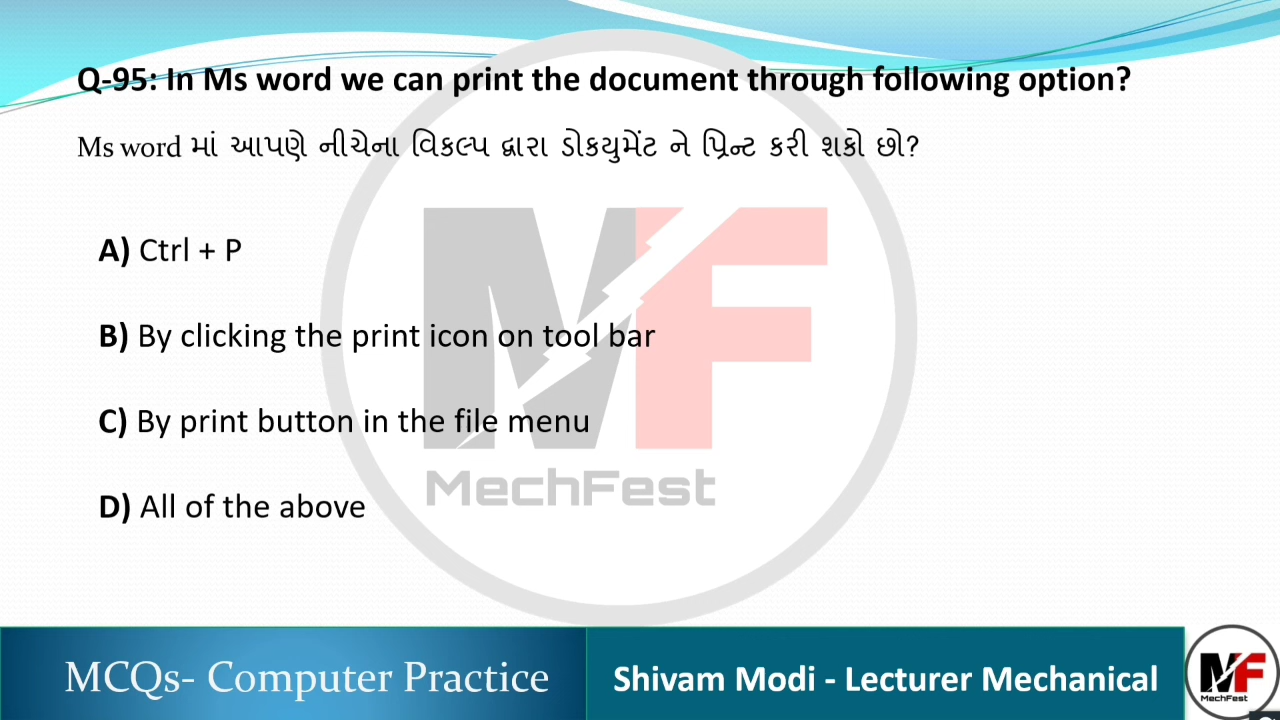 Q-95: In Ms word we can print the document through following option?
Ms word માં આપણે નીચેના વિકલ્પ દ્વારા ડોકયુમેંટ ને પ્રિન્ટ કરી શકો છો?
A) Ctrl + P
B) By clicking the print icon on tool bar
C) By print button in the file menu
MechFest
D) All of the above
MCQs- Computer Practice
Shivam Modi - Lecturer Mechanical
MF
MechFest